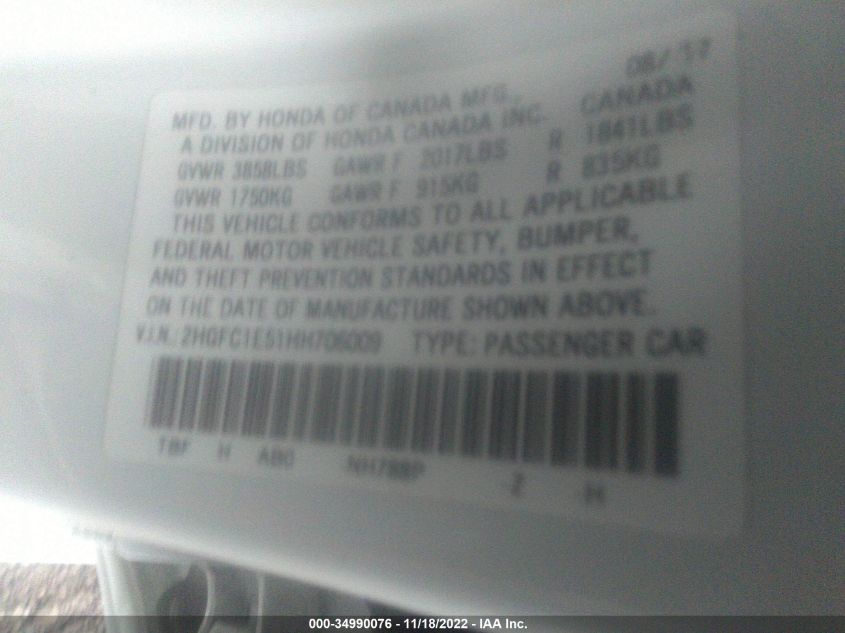 08/ 17
MFD. BY HONDA OF CANADA MFG.,
A DIVISION OF HONDA CANADA INC. CANADA
GVWR 3858LBS GAWR F 2017LBS R 1841LBS
GVWR 1750KG GAWR F 915KG R 835KG
THIS VEHICLE CONFORMS TO ALL APPLICABLE
FEDERAL MOTOR VEHICLE SAFETY, BUMPER,
AND THEFT PREVENTION STANDARDS IN EFFECT
ON THE DATE OF MANUFACTURE SHOWN ABOVE.
V.I.N.: 2HGFC1E51HH706009 TYPE: PASSENGER CAR
TBF H AB0 -NH788P -Z -H
000-34990076 - 11/18/2022 - IAA Inc.